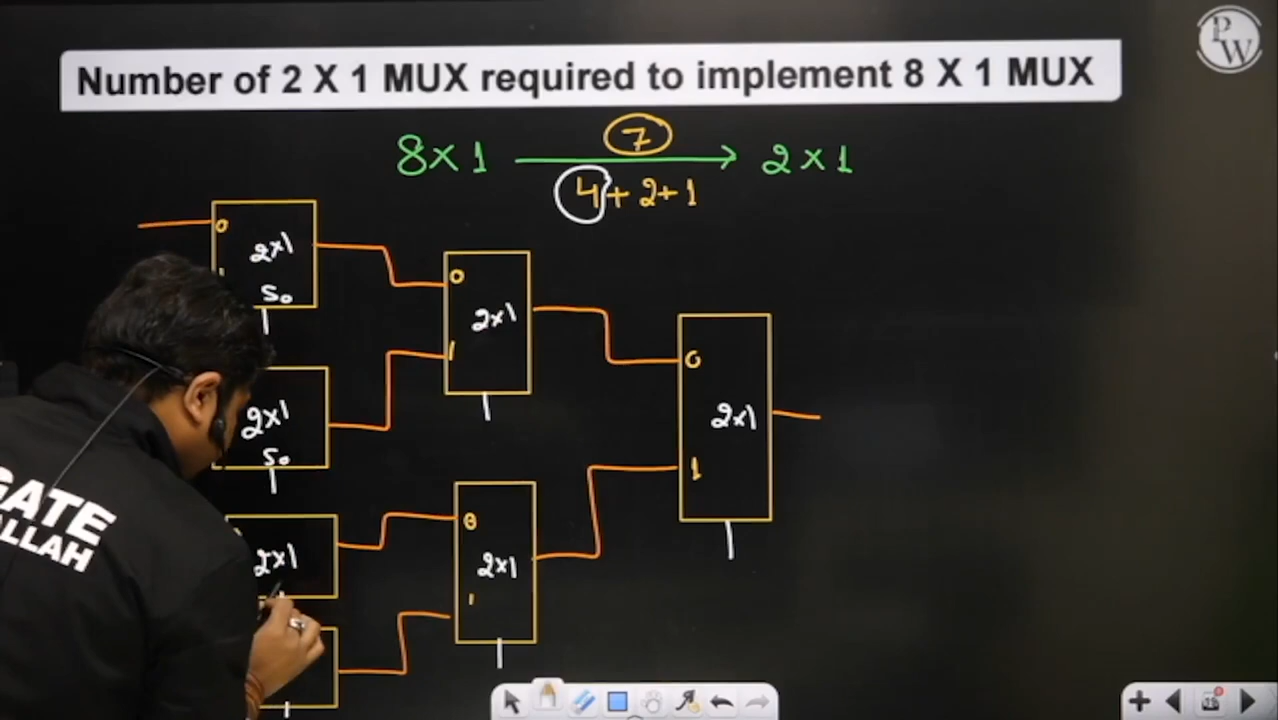 PW
Number of 2 X 1 MUX required to implement 8 X 1 MUX
7
8×1 → 2×1
4+2+1
0
2×1
S0
0
2×1
1
2×1
S0
0
2×1
1
2×1
0
2×1
1
GATE
ALLAH